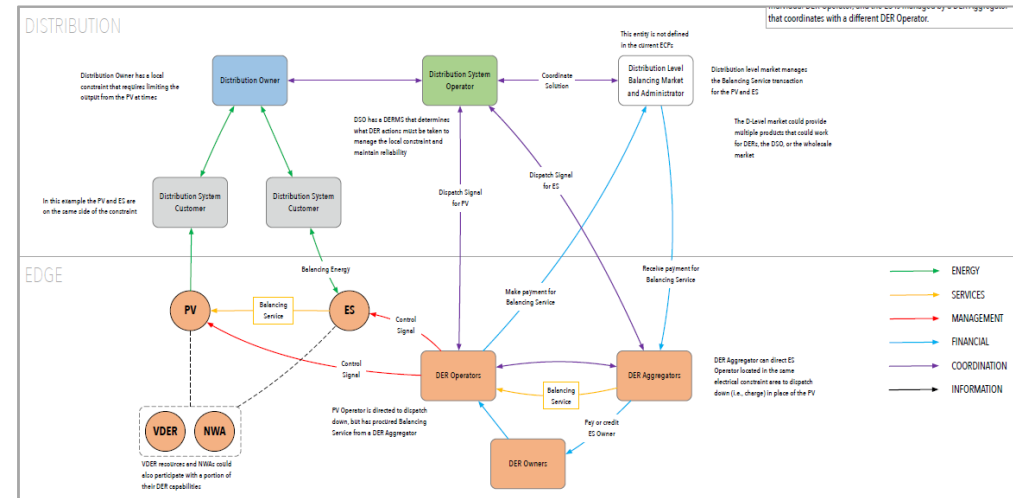 that coordinates with a different DER Operator.
DISTRIBUTION
This entity is not defined
in the current ECPs
Distribution Owner has a local
constraint that requires limiting the
output from the PV at times
Distribution Owner
Distribution System
Operator
Coordinate
Solution
Distribution Level
Balancing Market
and Administrator
Distribution level market manages
the Balancing Service transaction
for the PV and ES
DSO has a DERMS that determines
what DER actions must be taken to
manage the local constraint and
maintain reliability
The D-Level market could provide
multiple products that could work
for DERs, the DSO, or the wholesale
market
In this example the PV and ES are
on the same side of the constraint
Distribution System
Customer
Distribution System
Customer
Dispatch Signal
for PV
Dispatch Signal
for ES
EDGE
Balancing Energy
Make payment for
Balancing Service
Receive payment for
Balancing Service
PV
Balancing
Service
ES
Control
Signal
Control
Signal
DER Operators
DER Aggregators
Balancing
Service
DER Aggregator can direct ES
Operator located in the same
electrical constraint area to dispatch
down (i.e., charge) in place of the PV
PV Operator is directed to dispatch
down, but has procured Balancing
Service from a DER Aggregator
Pay or credit
ES Owner
DER Owners
VDER
NWA
VDER resources and NWAs could
also participate with a portion of
their DER capabilities
ENERGY
SERVICES
MANAGEMENT
FINANCIAL
COORDINATION
INFORMATION